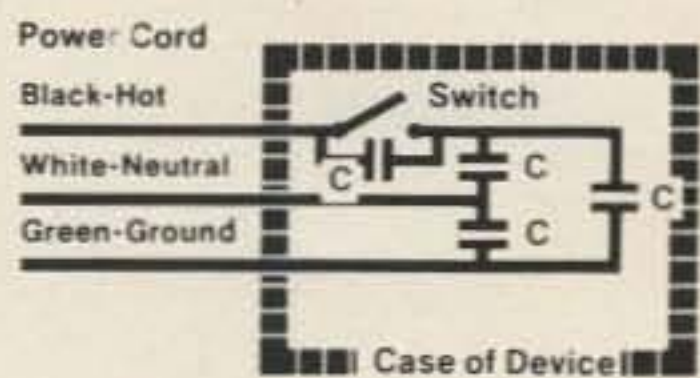 Power Cord
Black-Hot
Switch
White-Neutral
C
C
C
Green-Ground
C
Case of Device